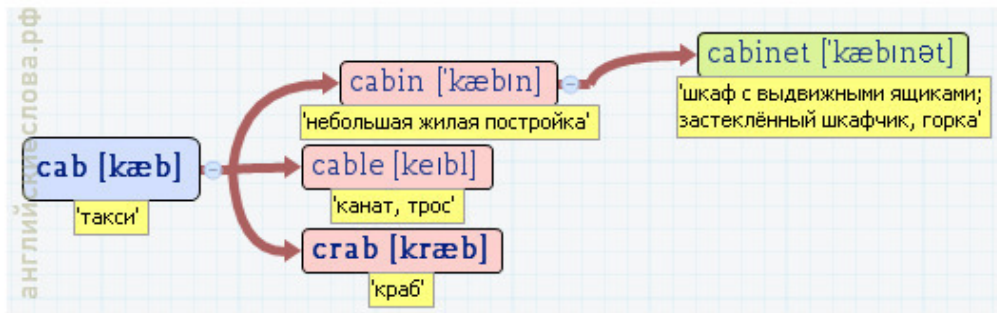 английскиеслова.рф
cab [kæb]
'такси'
cabin ['kæbɪn]
'небольшая жилая постройка'
cabinet ['kæbɪnət]
'шкаф с выдвижными ящиками;
застеклённый шкафчик, горка'
cable [keɪbl]
'канат, трос'
crab [kræb]
'краб'